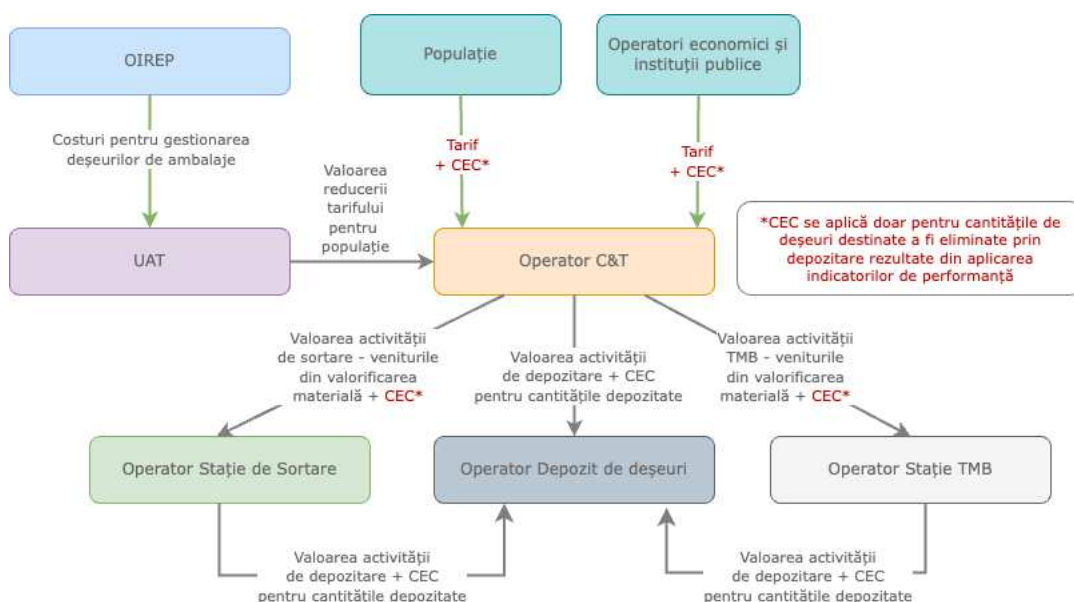 OIREP
Populație
Operatori economici și
instituții publice
Costuri pentru gestionarea
deșeurilor de ambalaje
Tarif
+ CEC*
Tarif
+ CEC*
Valoarea
reducerii
tarifului
pentru
populație
UAT
Operator C&T
*CEC se aplică doar pentru cantitățile de
deșeuri destinate a fi eliminate prin
depozitare rezultate din aplicarea
indicatorilor de performanță
Valoarea activității
de sortare - veniturile
din valorificarea
materială + CEC*
Valoarea activității
de depozitare + CEC
pentru cantitățile depozitate
Valoarea activității
TMB - veniturile
din valorificarea
materială + CEC*
Operator Stație de Sortare
Operator Depozit de deșeuri
Operator Stație TMB
Valoarea activității
de depozitare + CEC
pentru cantitățile depozitate
Valoarea activității
de depozitare + CEC
pentru cantitățile depozitate